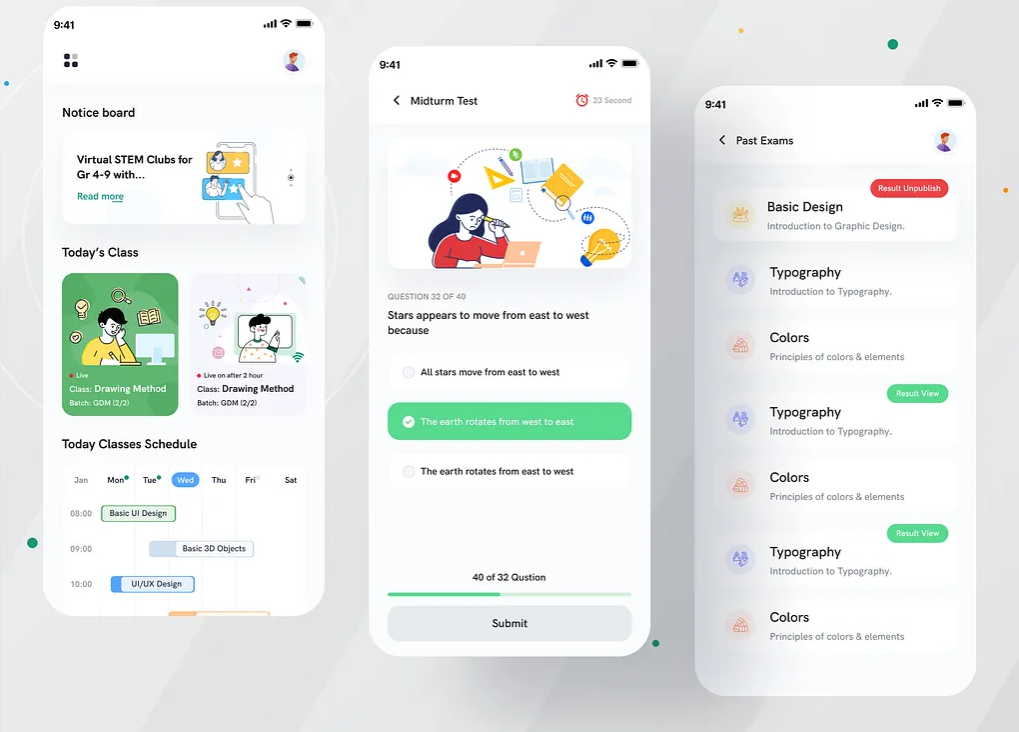 9:41
Notice board
Virtual STEM Clubs for
Gr 4-9 with...
Read more
Today's Class
Live
Class: Drawing Method
Batch: GDM (2/2)
Live on after 2 hour
Class: Drawing Method
Batch: GDM (2/2)
Today Classes Schedule
Jan Mon Tue Wed Thu Fri Sat
08:00 Basic UI Design
09:00 Basic 3D Objects
10:00 UI/UX Design
9:41
Midturm Test 23 Second
QUESTION 32 OF 40
Stars appears to move from east to west
because
All stars move from east to west
The earth rotates from west to east
The earth rotates from east to west
40 of 32 Qustion
Submit
9:41
Past Exams
Result Unpublish
Basic Design
Introduction to Graphic Design.
Typography
Introduction to Typography.
Colors
Principles of colors & elements
Result View
Typography
Introduction to Typography.
Colors
Principles of colors & elements
Result View
Typography
Introduction to Typography.
Colors
Principles of colors & elements